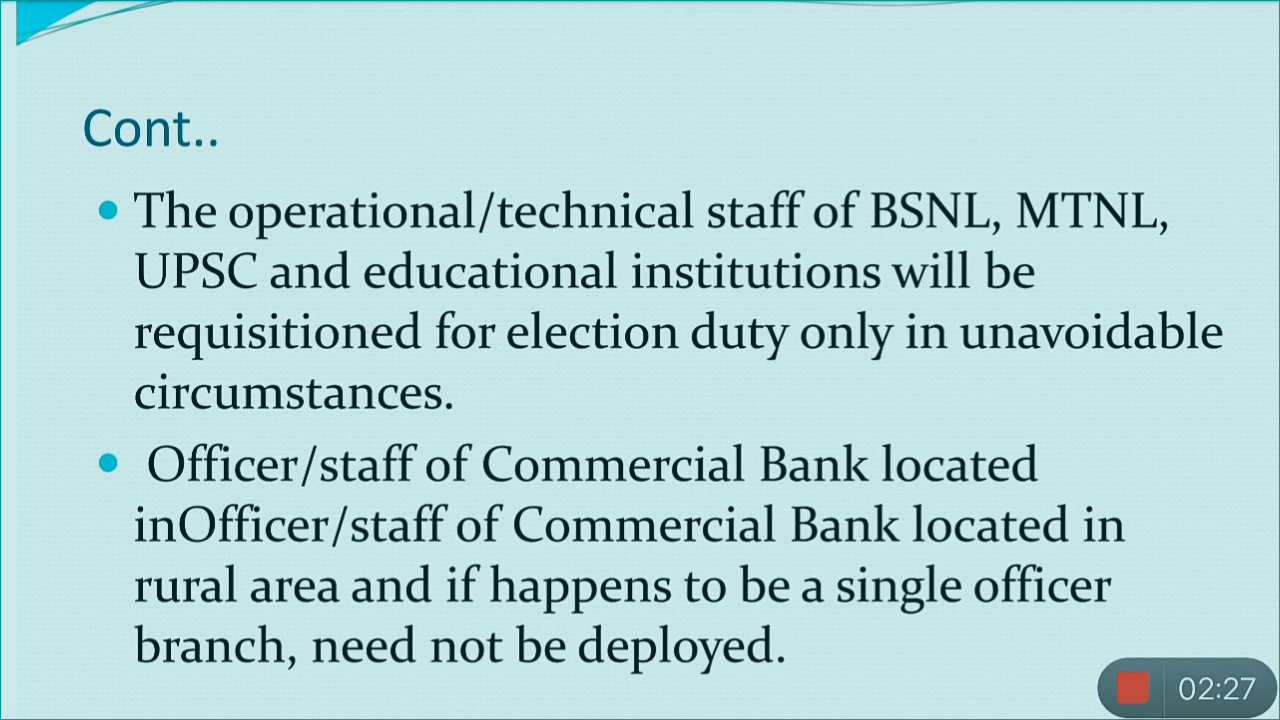 Cont..
The operational/technical staff of BSNL, MTNL,
UPSC and educational institutions will be
requisitioned for election duty only in unavoidable
circumstances.
Officer/staff of Commercial Bank located
inOfficer/staff of Commercial Bank located in
rural area and if happens to be a single officer
branch, need not be deployed.
02:27